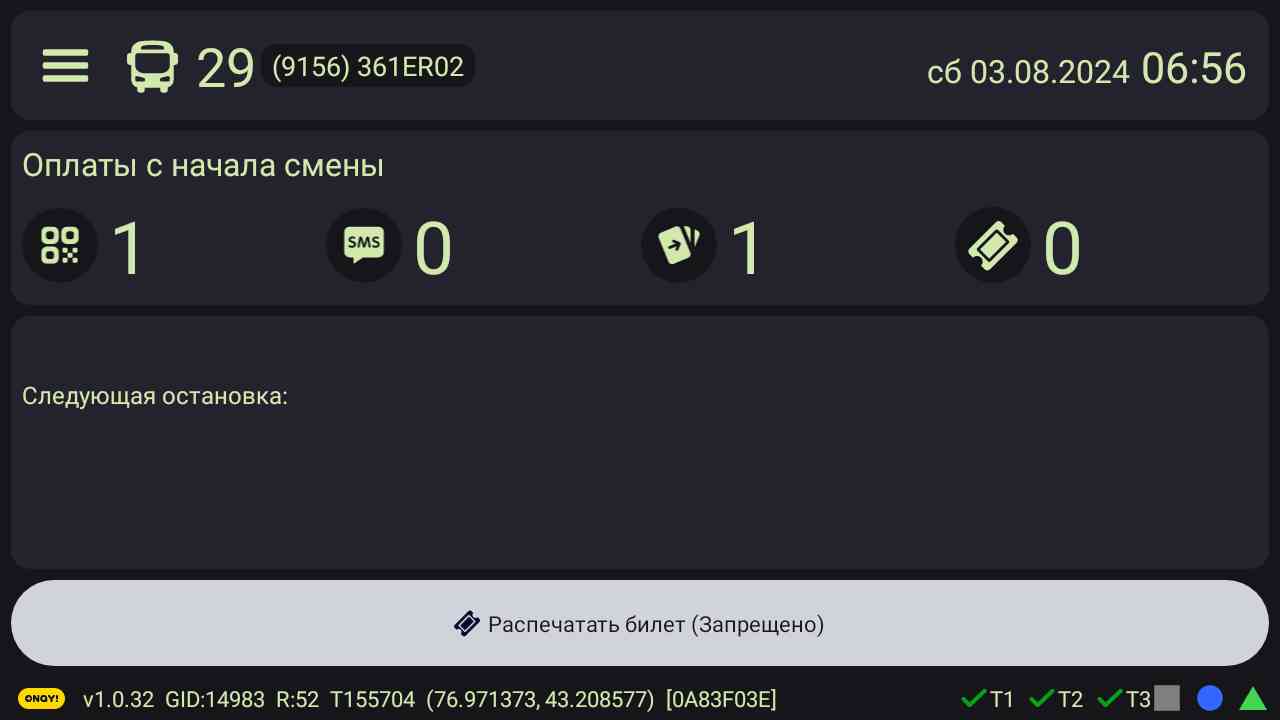 29 (9156) 361ER02 сб 03.08.2024 06:56
Оплаты с начала смены
1 SMS 0 1 0
Следующая остановка:
Распечатать билет (Запрещено)
ONAY! v1.0.32 GID:14983 R:52 T155704 (76.971373, 43.208577) [0A83F03E] T1 T2 T3